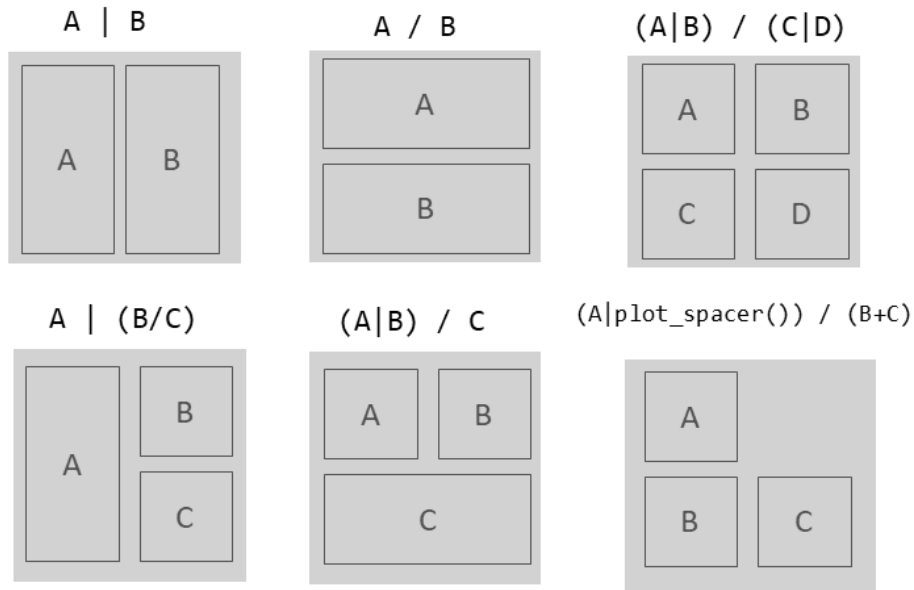 A | B
A / B
(A|B) / (C|D)
A
B
A
B
A
B
C
D
A | (B/C)
(A|B) / C
(A|plot_spacer()) / (B+C)
A
B
C
A
B
C
A
B
C